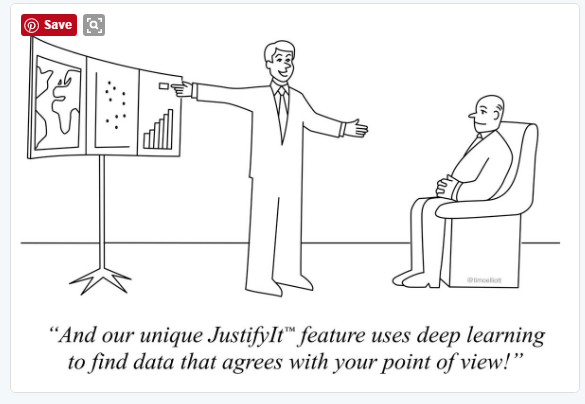 Save
©timoelliott
“And our unique JustifyIt™ feature uses deep learning
to find data that agrees with your point of view!”